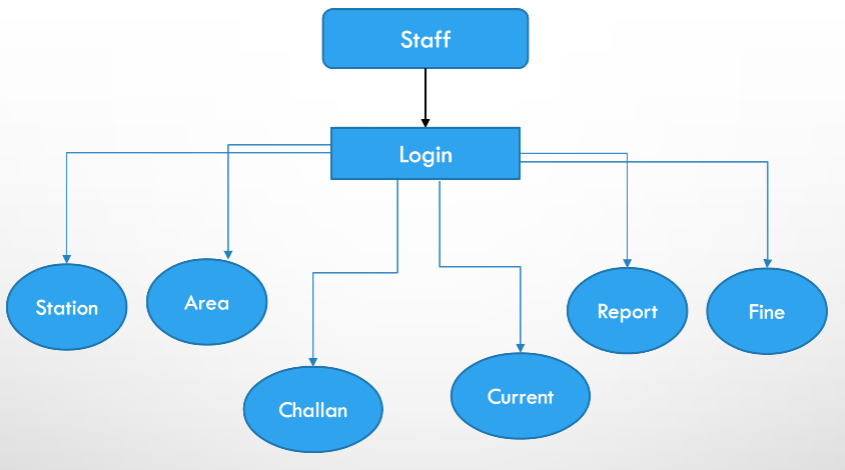 Staff
Login
Station
Area
Report
Fine
Challan
Current